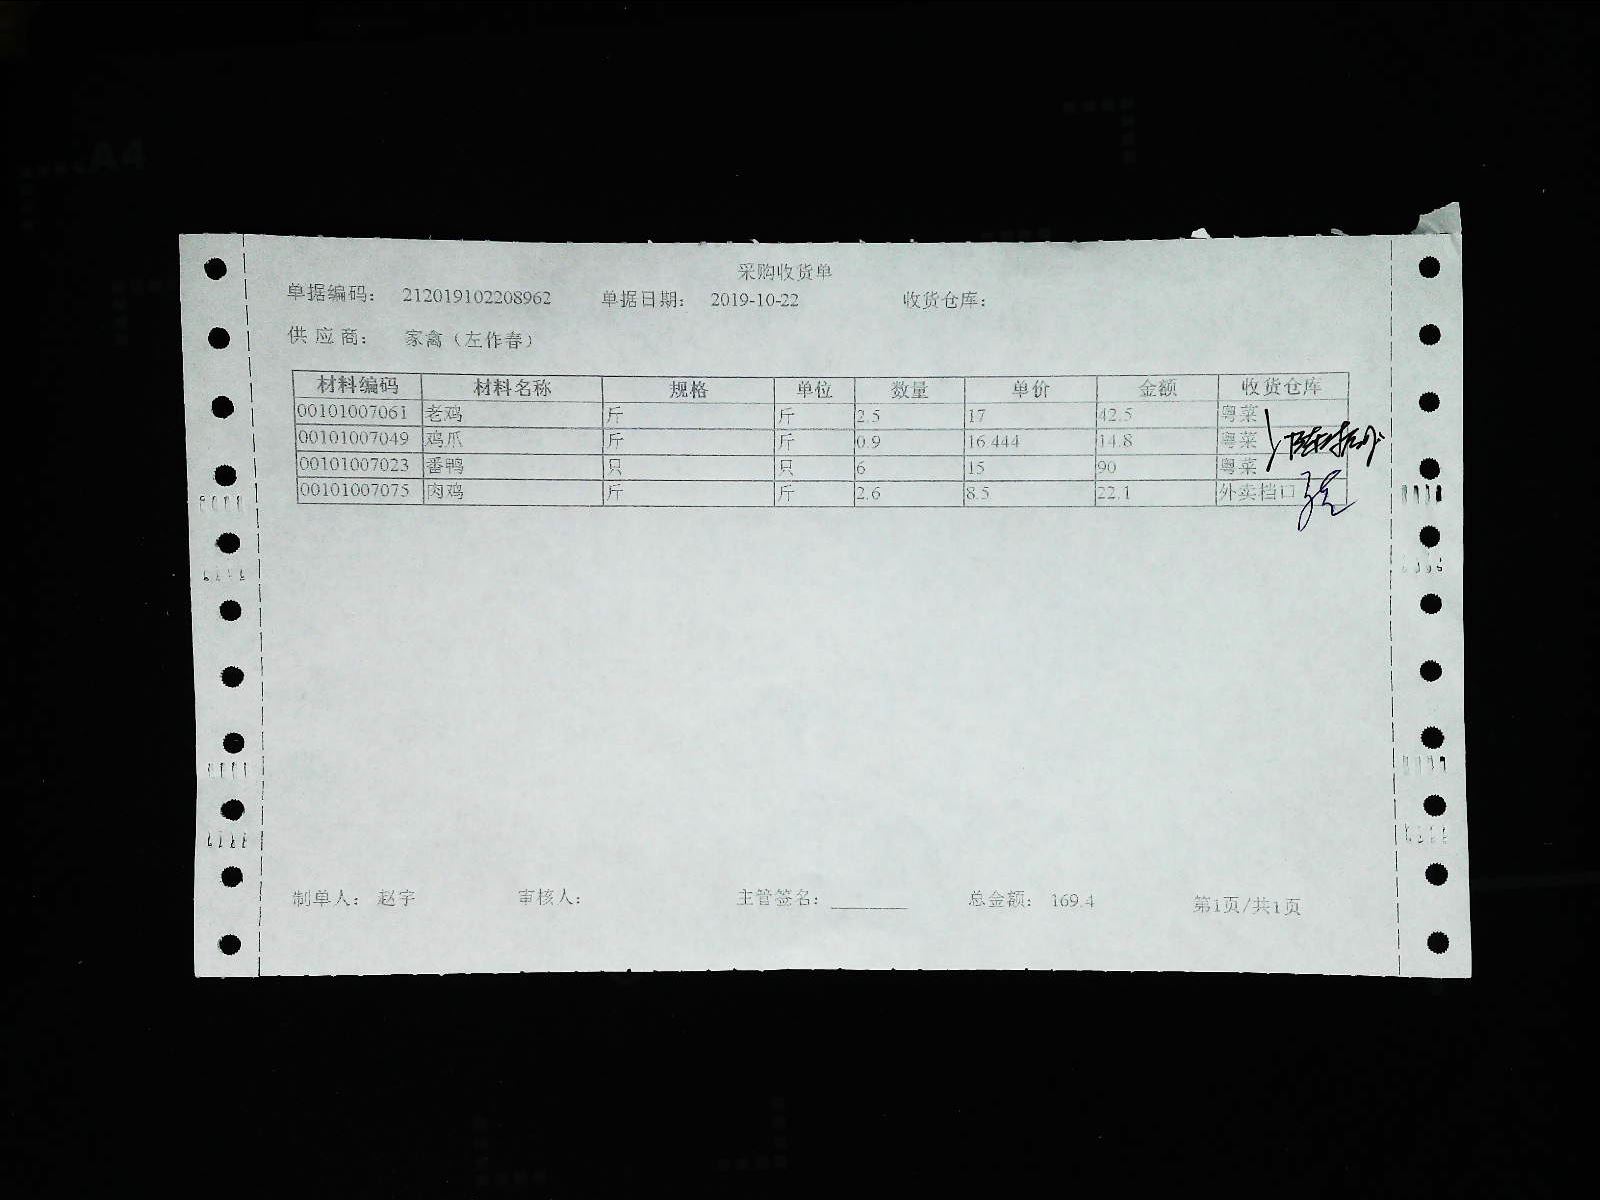 采购收货单
单据编码： 212019102208962 单据日期： 2019-10-22 收货仓库：
供应商： 家禽（左作春）
材料编码 材料名称 规格 单位 数量 单价 金额 收货仓库
00101007061 老鸡 斤 斤 2.5 17 42.5 粤菜
00101007049 鸡爪 斤 斤 0.9 16.444 14.8 粤菜
00101007023 番鸭 只 只 6 15 90 粤菜
00101007075 肉鸡 斤 斤 2.6 8.5 22.1 外卖档口
制单人： 赵宇 审核人： 主管签名： 总金额： 169.4 第1页/共1页